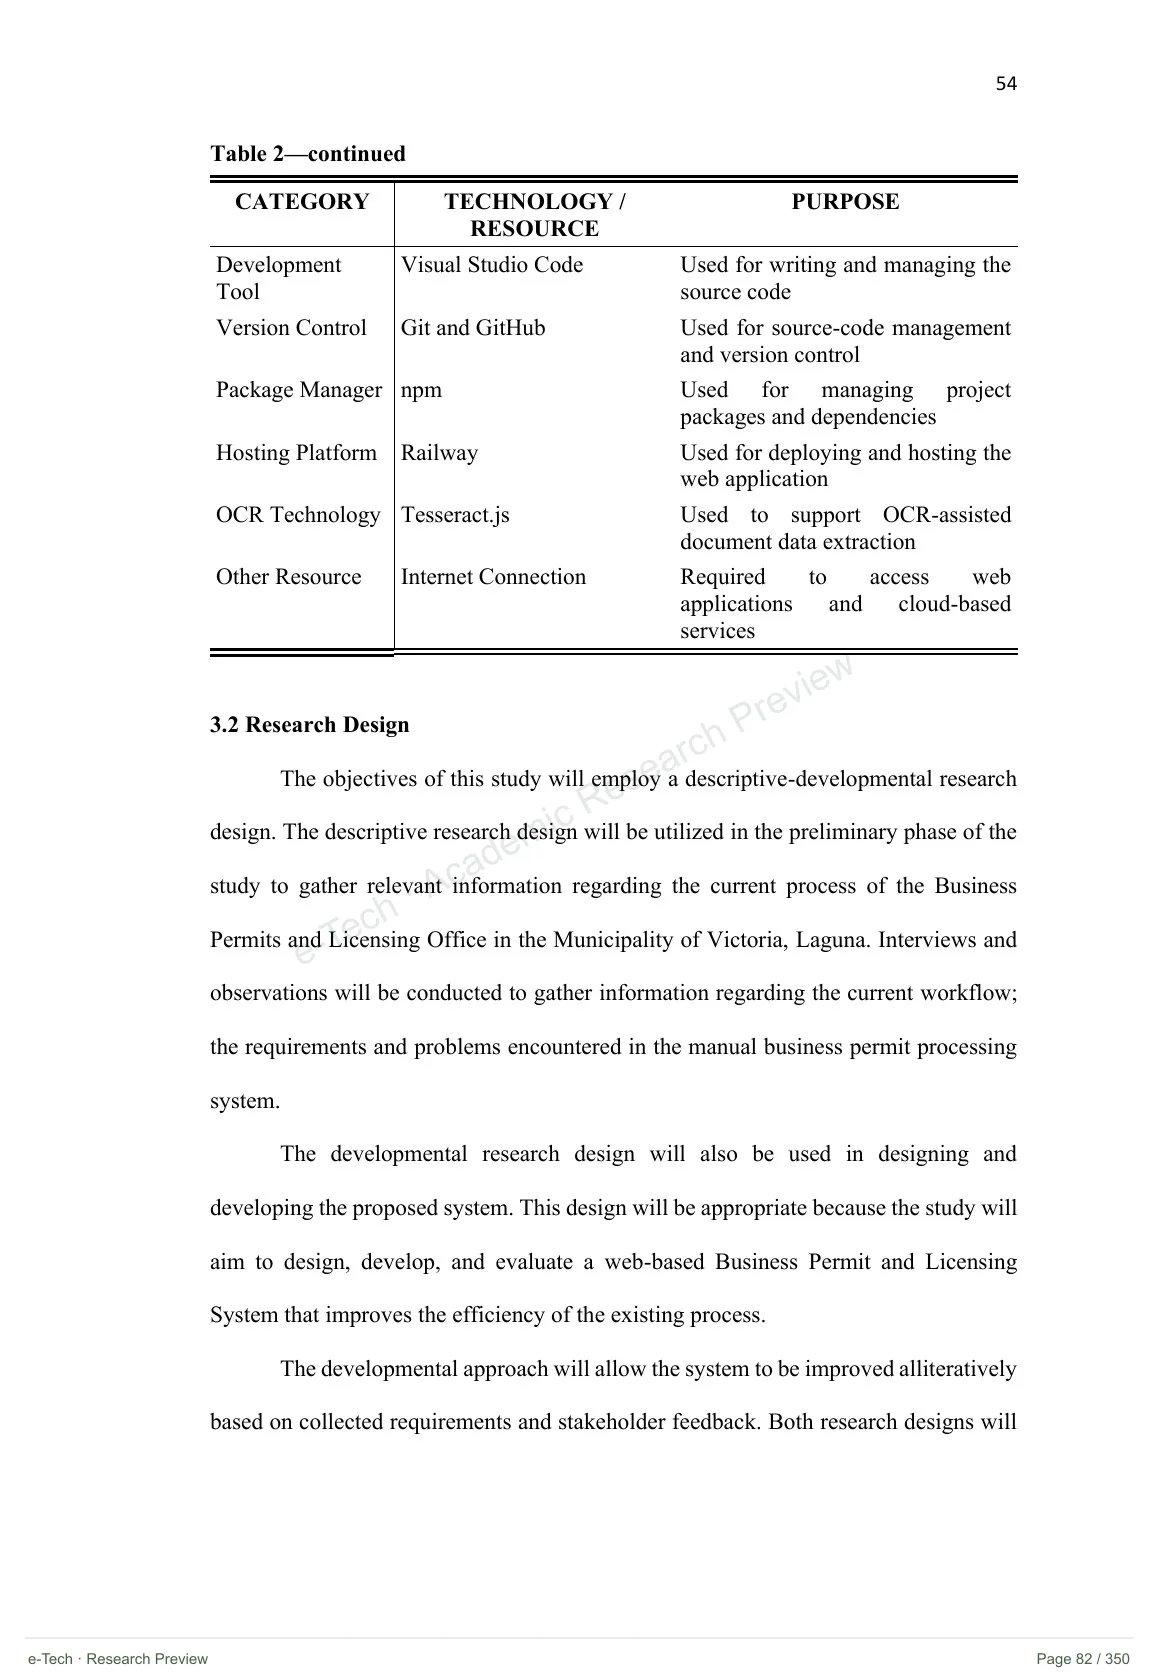 54
Table 2—continued
CATEGORY TECHNOLOGY / PURPOSE
RESOURCE
Development Visual Studio Code Used for writing and managing the
Tool source code
Version Control Git and GitHub Used for source-code management
and version control
Package Manager npm Used for managing project
packages and dependencies
Hosting Platform Railway Used for deploying and hosting the
web application
OCR Technology Tesseract.js Used to support OCR-assisted
document data extraction
Other Resource Internet Connection Required to access web
applications and cloud-based
services
3.2 Research Design
The objectives of this study will employ a descriptive-developmental research
design. The descriptive research design will be utilized in the preliminary phase of the
study to gather relevant information regarding the current process of the Business
Permits and Licensing Office in the Municipality of Victoria, Laguna. Interviews and
observations will be conducted to gather information regarding the current workflow;
the requirements and problems encountered in the manual business permit processing
system.
The developmental research design will also be used in designing and
developing the proposed system. This design will be appropriate because the study will
aim to design, develop, and evaluate a web-based Business Permit and Licensing
System that improves the efficiency of the existing process.
The developmental approach will allow the system to be improved alliteratively
based on collected requirements and stakeholder feedback. Both research designs will
e-Tech · Academic Research Preview
e-Tech · Research Preview Page 82 / 350